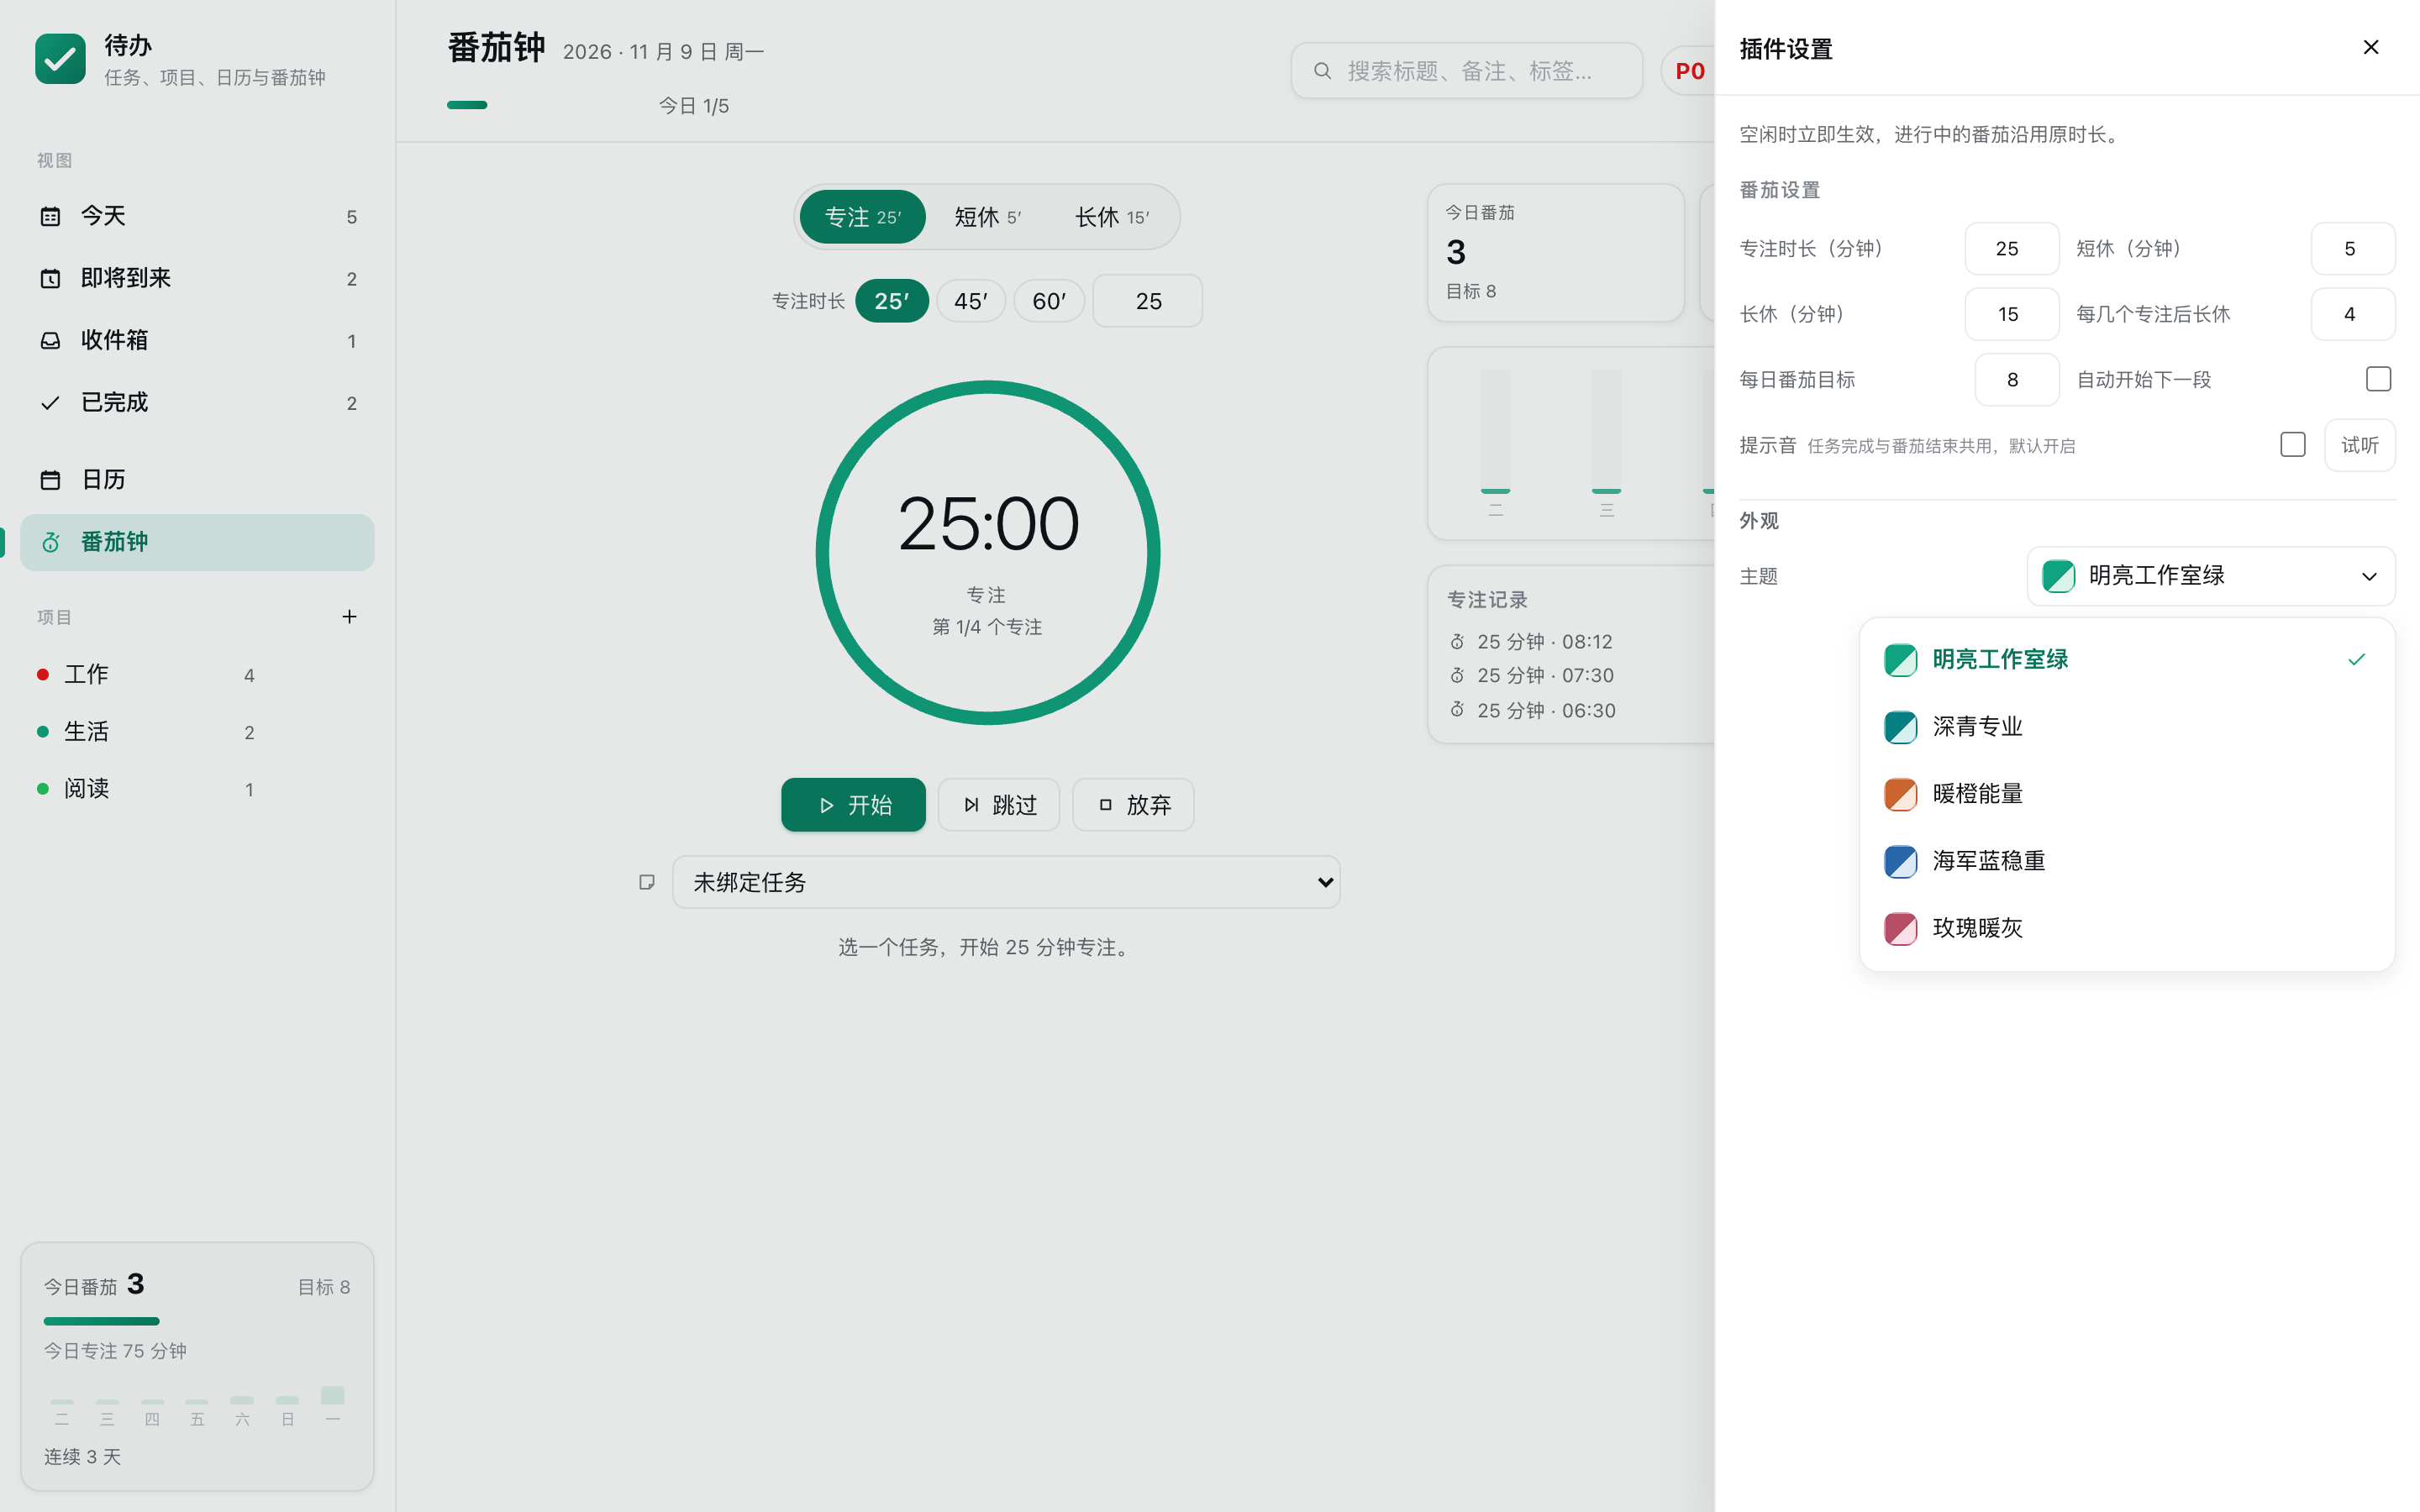 待办
任务、项目、日历与番茄钟
视图
今天 5
即将到来 2
收件箱 1
已完成 2
日历
番茄钟
项目
工作 4
生活 2
阅读 1
今日番茄 3 目标 8
今日专注 75 分钟
二 三 四 五 六 日 一
连续 3 天
番茄钟 2026 · 11 月 9 日 周一
今日 1/5
搜索标题、备注、标签...
P0
专注 25′ 短休 5′ 长休 15′
专注时长 25′ 45′ 60′ 25
25:00
专注
第 1/4 个专注
开始 跳过 放弃
未绑定任务
选一个任务，开始 25 分钟专注。
今日番茄
3
目标 8
二 三
专注记录
25 分钟 · 08:12
25 分钟 · 07:30
25 分钟 · 06:30
插件设置
空闲时立即生效，进行中的番茄沿用原时长。
番茄设置
专注时长（分钟） 25 短休（分钟） 5
长休（分钟） 15 每几个专注后长休 4
每日番茄目标 8 自动开始下一段
提示音 任务完成与番茄结束共用，默认开启 试听
外观
主题 明亮工作室绿
明亮工作室绿
深青专业
暖橙能量
海军蓝稳重
玫瑰暖灰